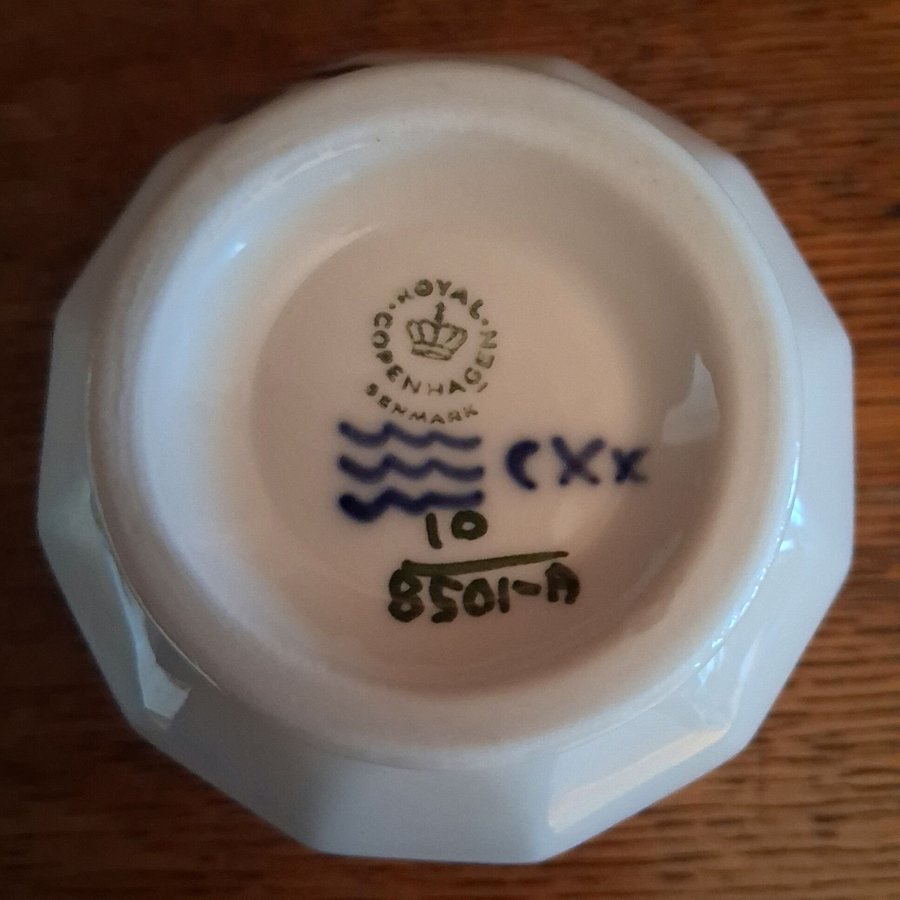 ROYAL
COPENHAGEN
DENMARK
CXx
10
8501-A